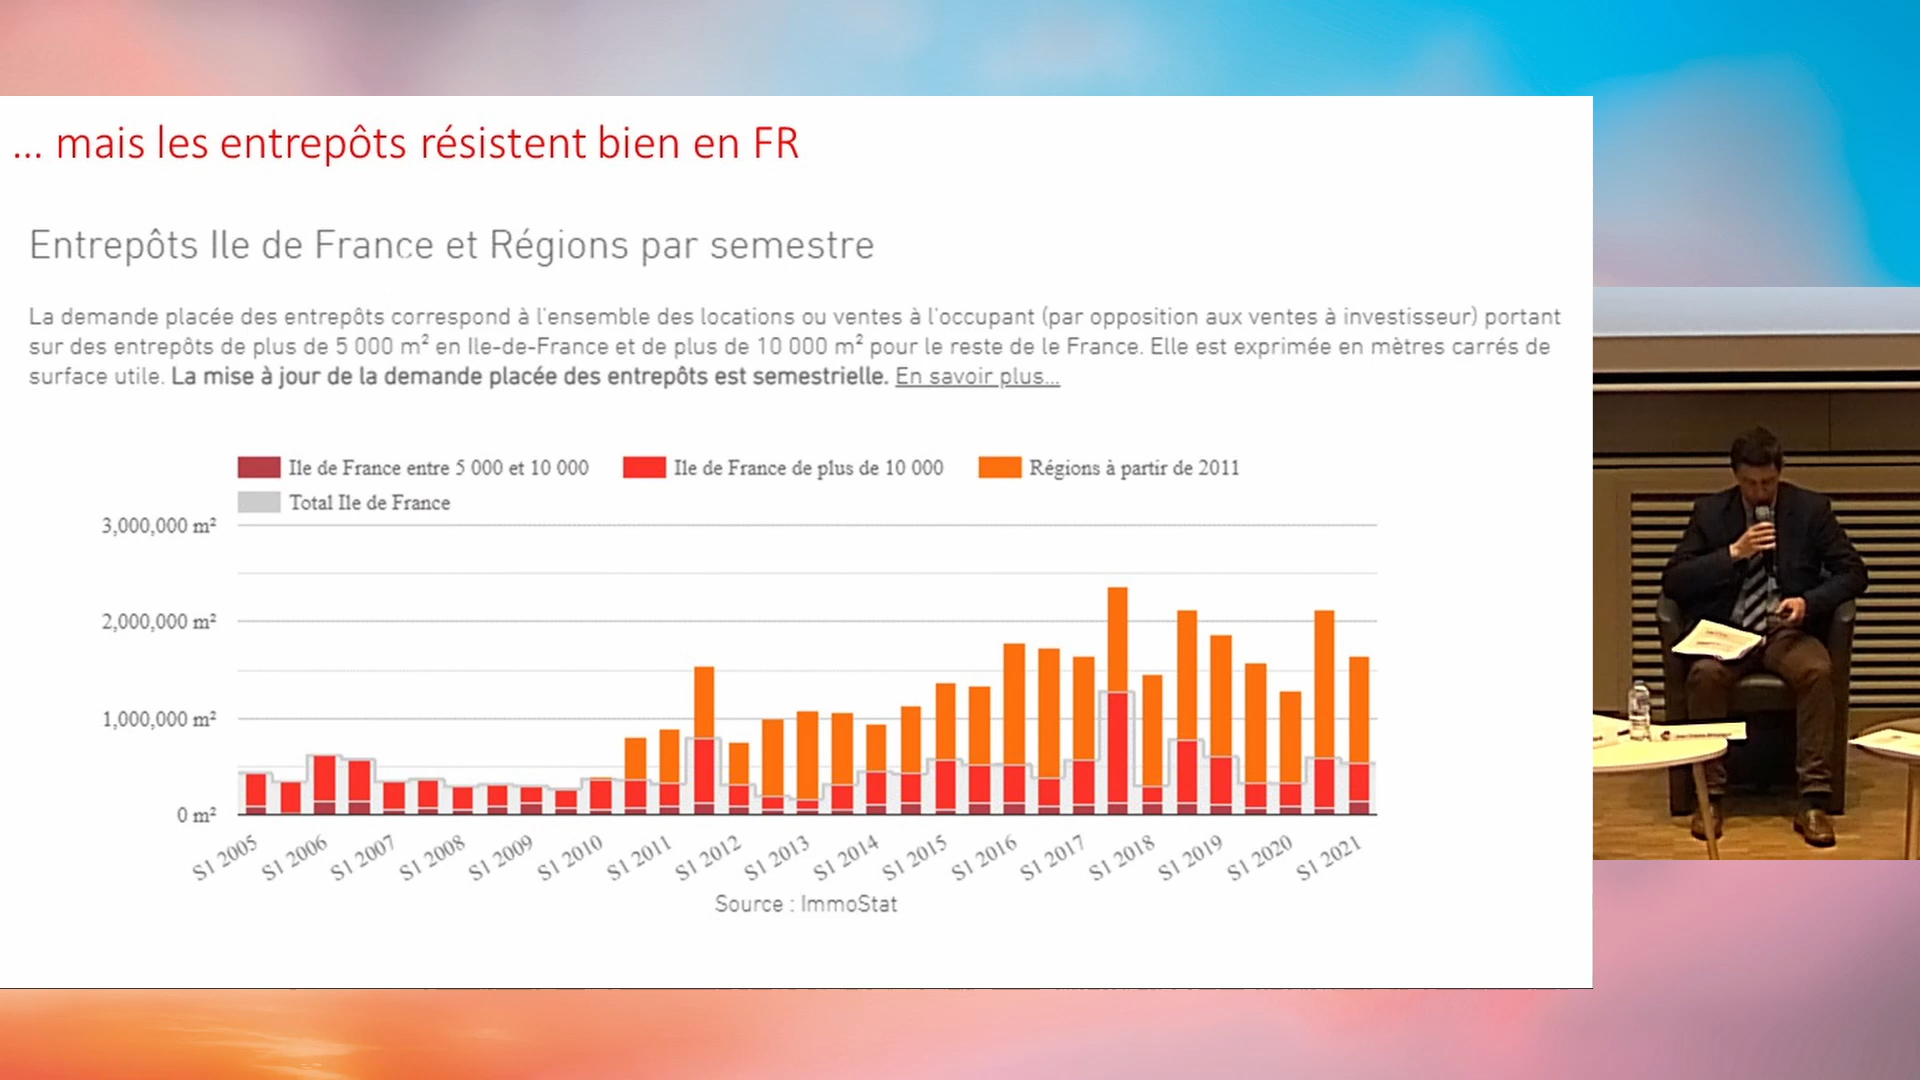 ... mais les entrepôts résistent bien en FR
Entrepôts Ile de France et Régions par semestre
La demande placée des entrepôts correspond à l'ensemble des locations ou ventes à l'occupant (par opposition aux ventes à investisseur) portant
sur des entrepôts de plus de 5 000 m² en Ile-de-France et de plus de 10 000 m² pour le reste de le France. Elle est exprimée en mètres carrés de
surface utile. La mise à jour de la demande placée des entrepôts est semestrielle. En savoir plus...
Ile de France entre 5 000 et 10 000
Ile de France de plus de 10 000
Régions à partir de 2011
Total Ile de France
3,000,000 m²
2,000,000 m²
1,000,000 m²
0 m²
S1 2005
S1 2006
S1 2007
S1 2008
S1 2009
S1 2010
S1 2011
S1 2012
S1 2013
S1 2014
S1 2015
S1 2016
S1 2017
S1 2018
S1 2019
S1 2020
S1 2021
Source : ImmoStat